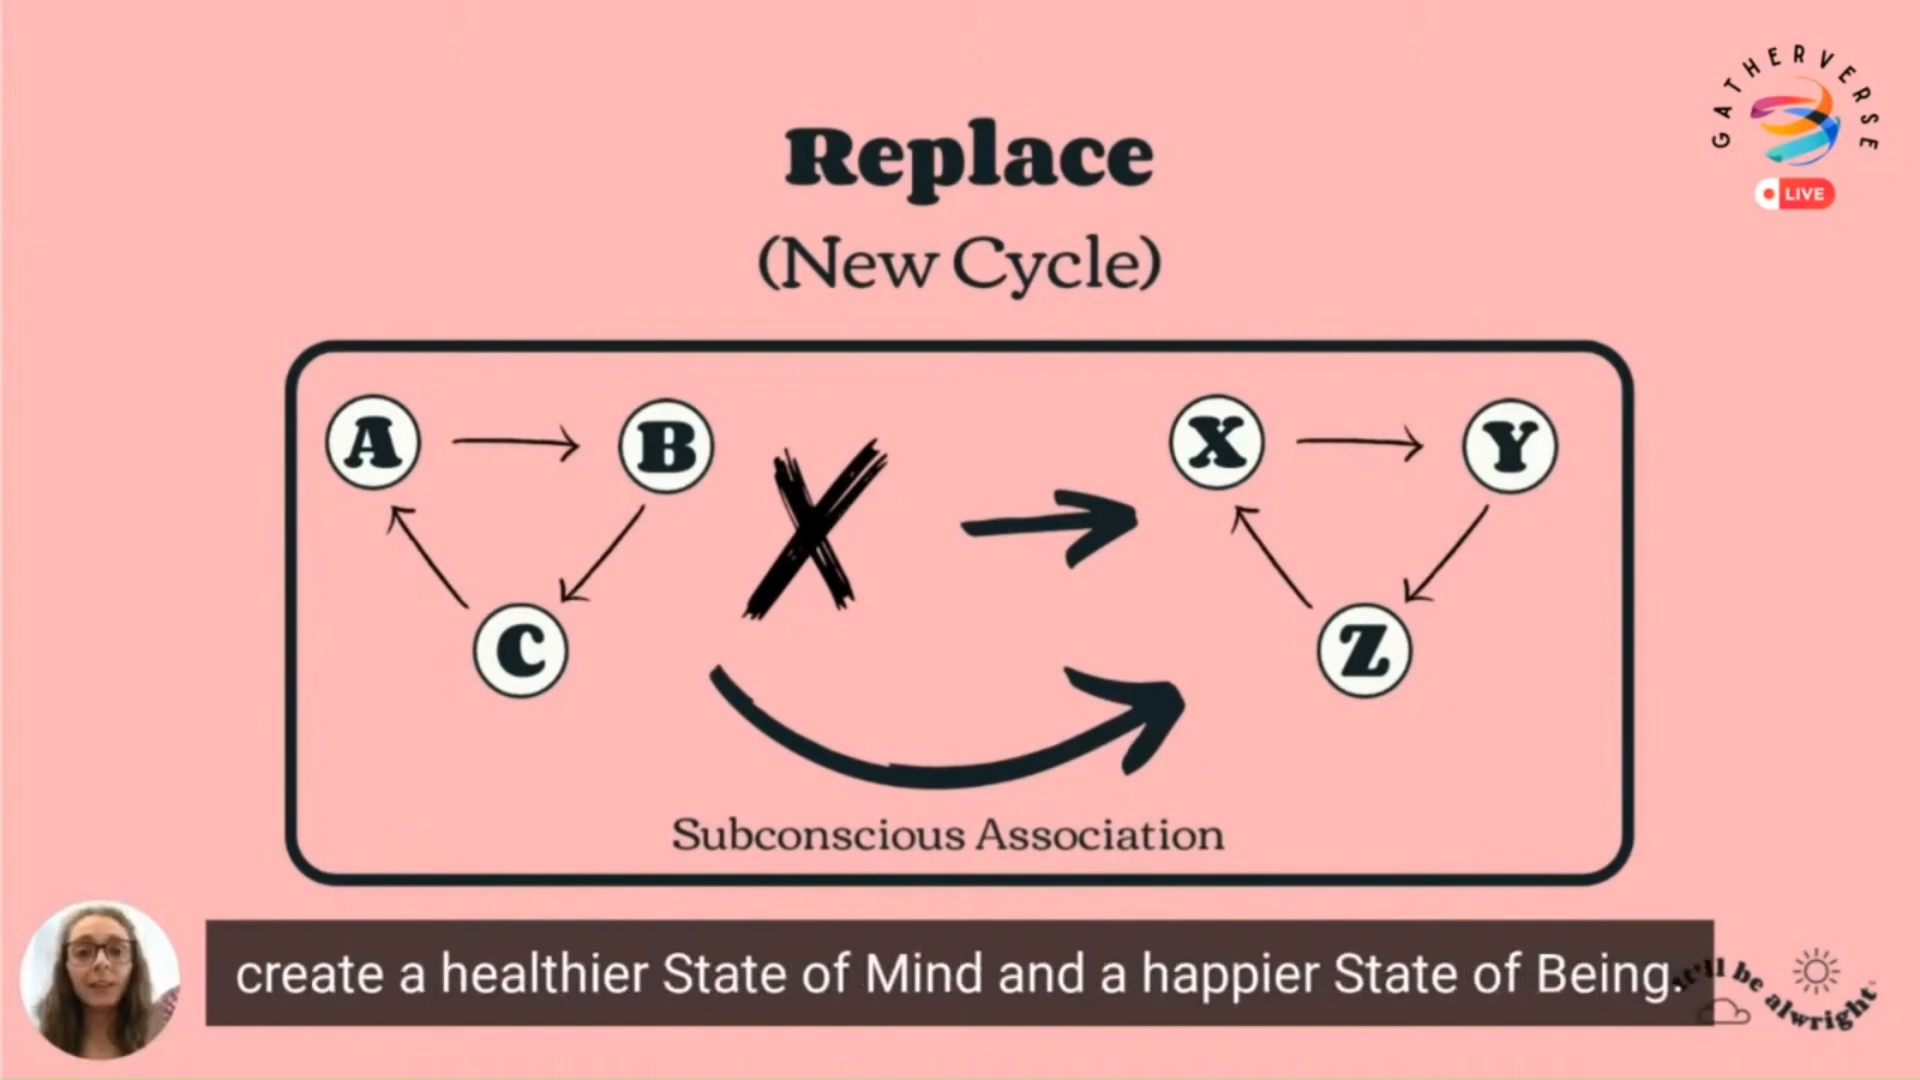 GATHERVERSE
LIVE
Replace
(New Cycle)
A
B
X
Y
C
Z
Subconscious Association
create a healthier State of Mind and a happier State of Being.
it'll be alwright